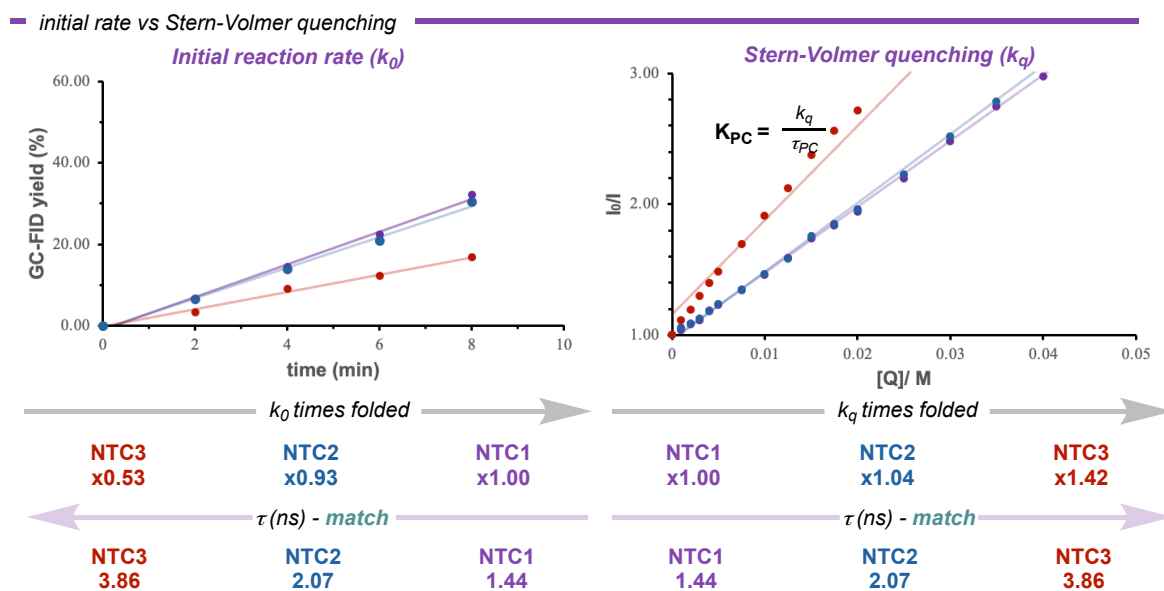 initial rate vs Stern-Volmer quenching
Initial reaction rate (k0)
GC-FID yield (%)
60.00
40.00
20.00
0.00
0 2 4 6 8 10
time (min)
Stern-Volmer quenching (kq)
KPC = kq / τPC
I0/I
3.00
2.00
1.00
0 0.01 0.02 0.03 0.04 0.05
[Q]/ M
k0 times folded
NTC3 NTC2 NTC1
x0.53 x0.93 x1.00
τ (ns) - match
NTC3 NTC2 NTC1
3.86 2.07 1.44
kq times folded
NTC1 NTC2 NTC3
x1.00 x1.04 x1.42
τ (ns) - match
NTC1 NTC2 NTC3
1.44 2.07 3.86